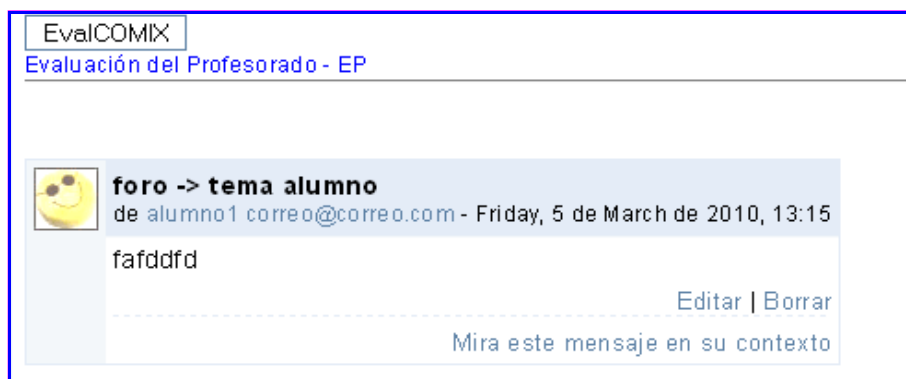 EvalCOMIX
Evaluación del Profesorado - EP
foro -> tema alumno
de alumno1 correo@correo.com - Friday, 5 de March de 2010, 13:15
fafddfd
Editar | Borrar
Mira este mensaje en su contexto